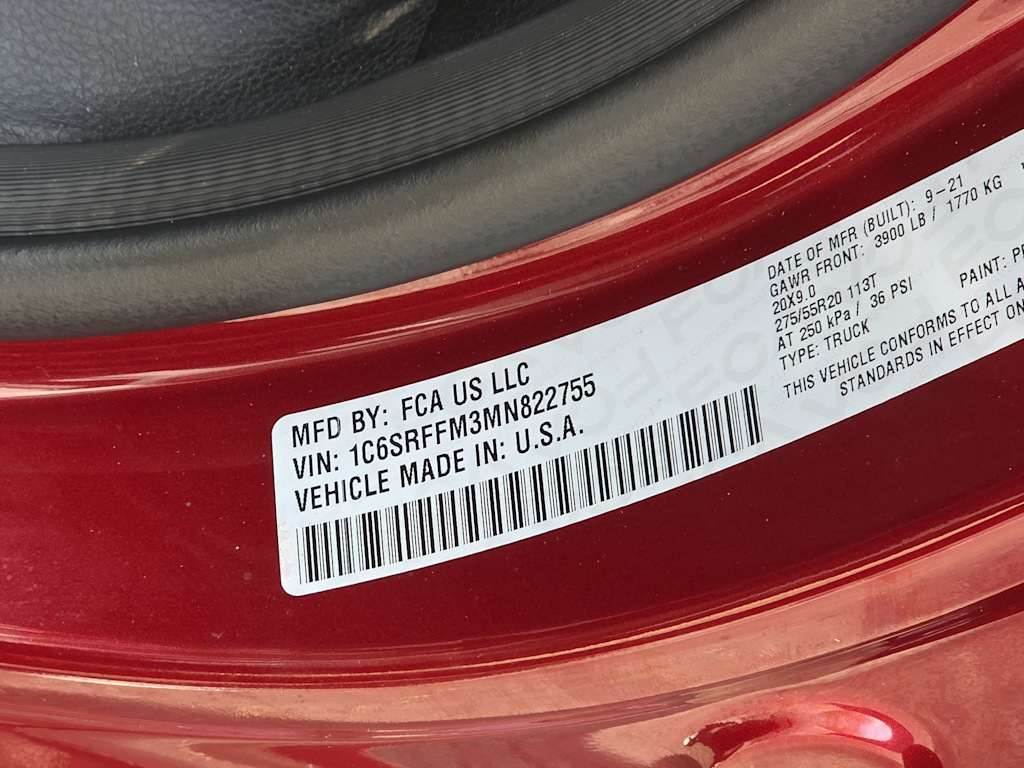 MFD BY: FCA US LLC
VIN: 1C6SRFFM3MN822755
VEHICLE MADE IN: U.S.A.
DATE OF MFR (BUILT): 9-21
GAWR FRONT: 3900 LB / 1770 KG
20X9.0
275/55R20 113T
AT 250 kPa / 36 PSI
TYPE: TRUCK PAINT:
THIS VEHICLE CONFORMS TO ALL
STANDARDS IN EFFECT ON